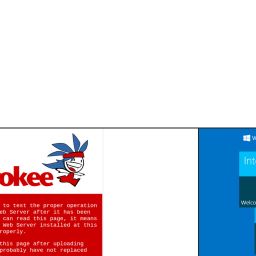 okee
to test the proper operation
eb Server after it has been
can read this page, it means
Web Server installed at this
roperly.
this page after uploading
probably have not replaced
W
Int
Welco